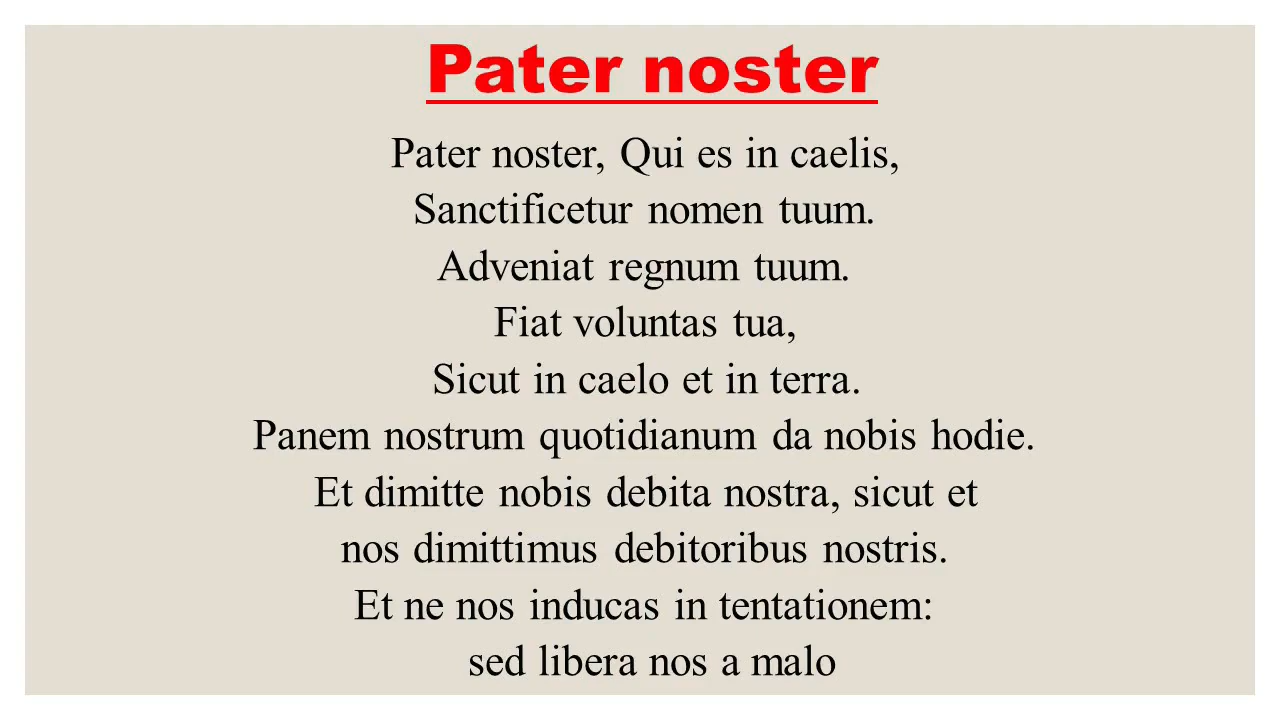 Pater noster
Pater noster, Qui es in caelis,
Sanctificetur nomen tuum.
Adveniat regnum tuum.
Fiat voluntas tua,
Sicut in caelo et in terra.
Panem nostrum quotidianum da nobis hodie.
Et dimitte nobis debita nostra, sicut et
nos dimittimus debitoribus nostris.
Et ne nos inducas in tentationem:
sed libera nos a malo